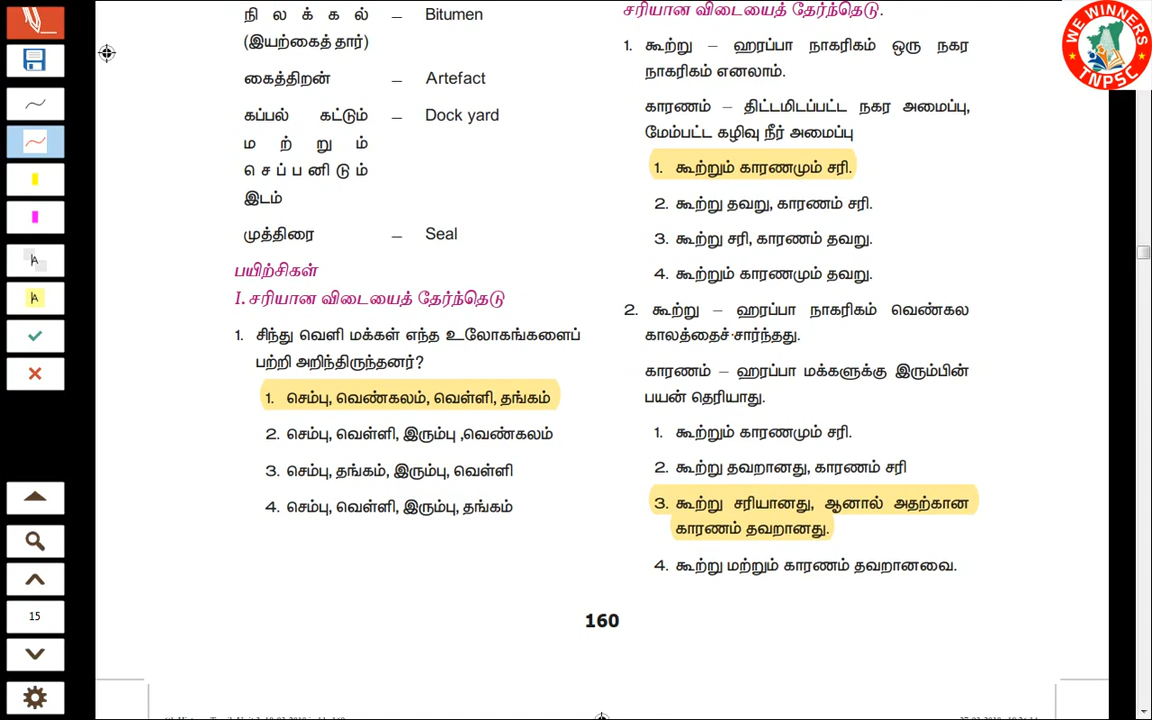 நிலக்கல் – Bitumen
(இயற்கைத் தார்)
கைத்திறன் – Artefact
கப்பல் கட்டும் – Dock yard
மற்றும்
செப்பனிடும்
இடம்
முத்திரை – Seal
பயிற்சிகள்
I. சரியான விடையைத் தேர்ந்தெடு
1. சிந்து வெளி மக்கள் எந்த உலோகங்களைப்
பற்றி அறிந்திருந்தனர்?
1. செம்பு, வெண்கலம், வெள்ளி, தங்கம்
2. செம்பு, வெள்ளி, இரும்பு ,வெண்கலம்
3. செம்பு, தங்கம், இரும்பு, வெள்ளி
4. செம்பு, வெள்ளி, இரும்பு, தங்கம்
சரியான விடையைத் தேர்ந்தெடு.
1. கூற்று – ஹரப்பா நாகரிகம் ஒரு நகர
நாகரிகம் எனலாம்.
காரணம் – திட்டமிடப்பட்ட நகர அமைப்பு,
மேம்பட்ட கழிவு நீர் அமைப்பு
1. கூற்றும் காரணமும் சரி.
2. கூற்று தவறு, காரணம் சரி.
3. கூற்று சரி, காரணம் தவறு.
4. கூற்றும் காரணமும் தவறு.
2. கூற்று – ஹரப்பா நாகரிகம் வெண்கல
காலத்தைச் சார்ந்தது.
காரணம் – ஹரப்பா மக்களுக்கு இரும்பின்
பயன் தெரியாது.
1. கூற்றும் காரணமும் சரி.
2. கூற்று தவறானது, காரணம் சரி
3. கூற்று சரியானது, ஆனால் அதற்கான
காரணம் தவறானது.
4. கூற்று மற்றும் காரணம் தவறானவை.
160
15
WE WINNERS
TNPSC